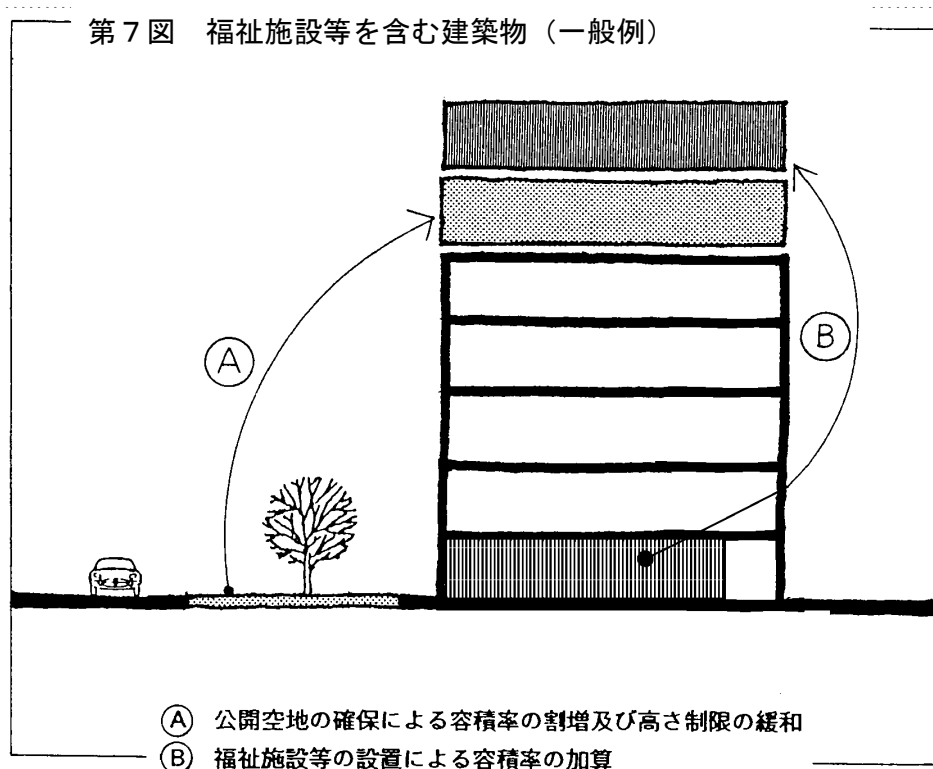 第7図 福祉施設等を含む建築物（一般例）
A
B
Ⓐ 公開空地の確保による容積率の割増及び高さ制限の緩和
Ⓑ 福祉施設等の設置による容積率の加算